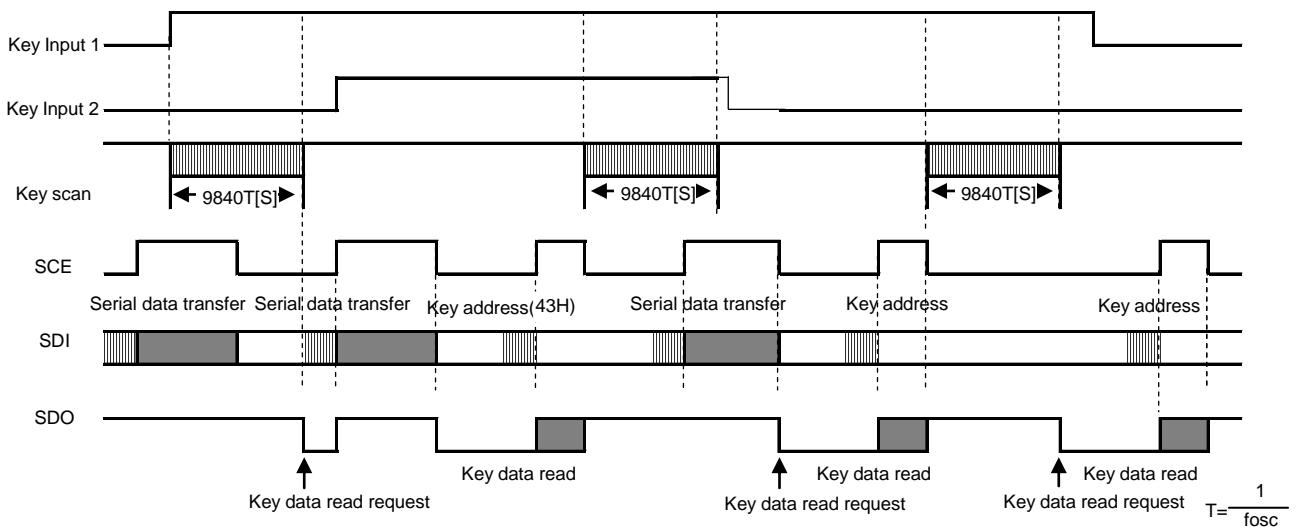 Key Input 1
Key Input 2
Key scan
9840T[S]
9840T[S]
9840T[S]
SCE
Serial data transfer
Serial data transfer
Key address(43H)
Serial data transfer
Key address
Key address
SDI
SDO
Key data read
Key data read
Key data read
Key data read request
Key data read request
Key data read request
T=1
fosc